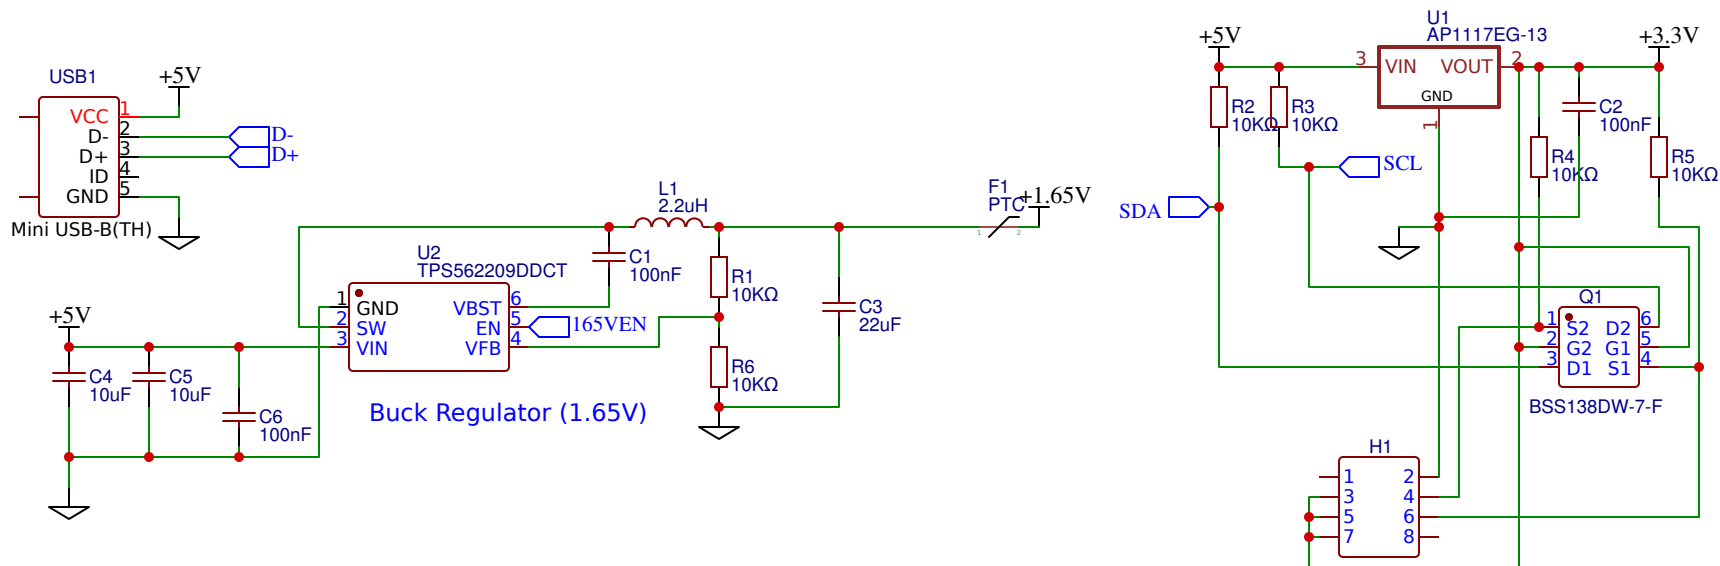 USB1
+5V
VCC 1
D- 2
D+ 3
ID 4
GND 5
D-
D+
Mini USB-B(TH)
L1
2.2uH
F1
PTC
+1.65V
1
2
U2
TPS562209DDCT
C1
100nF
R1
10KΩ
C3
22uF
1 GND
2 SW
3 VIN
VBST 6
EN 5
VFB 4
165VEN
+5V
C4
10uF
C5
10uF
C6
100nF
R6
10KΩ
Buck Regulator (1.65V)
+5V
U1
AP1117EG-13
+3.3V
3 VIN
VOUT 2
GND
1
R2
10KΩ
R3
10KΩ
C2
100nF
R4
10KΩ
R5
10KΩ
SCL
SDA
Q1
1 S2
2 G2
3 D1
D2 6
G1 5
S1 4
BSS138DW-7-F
H1
1 2
3 4
5 6
7 8